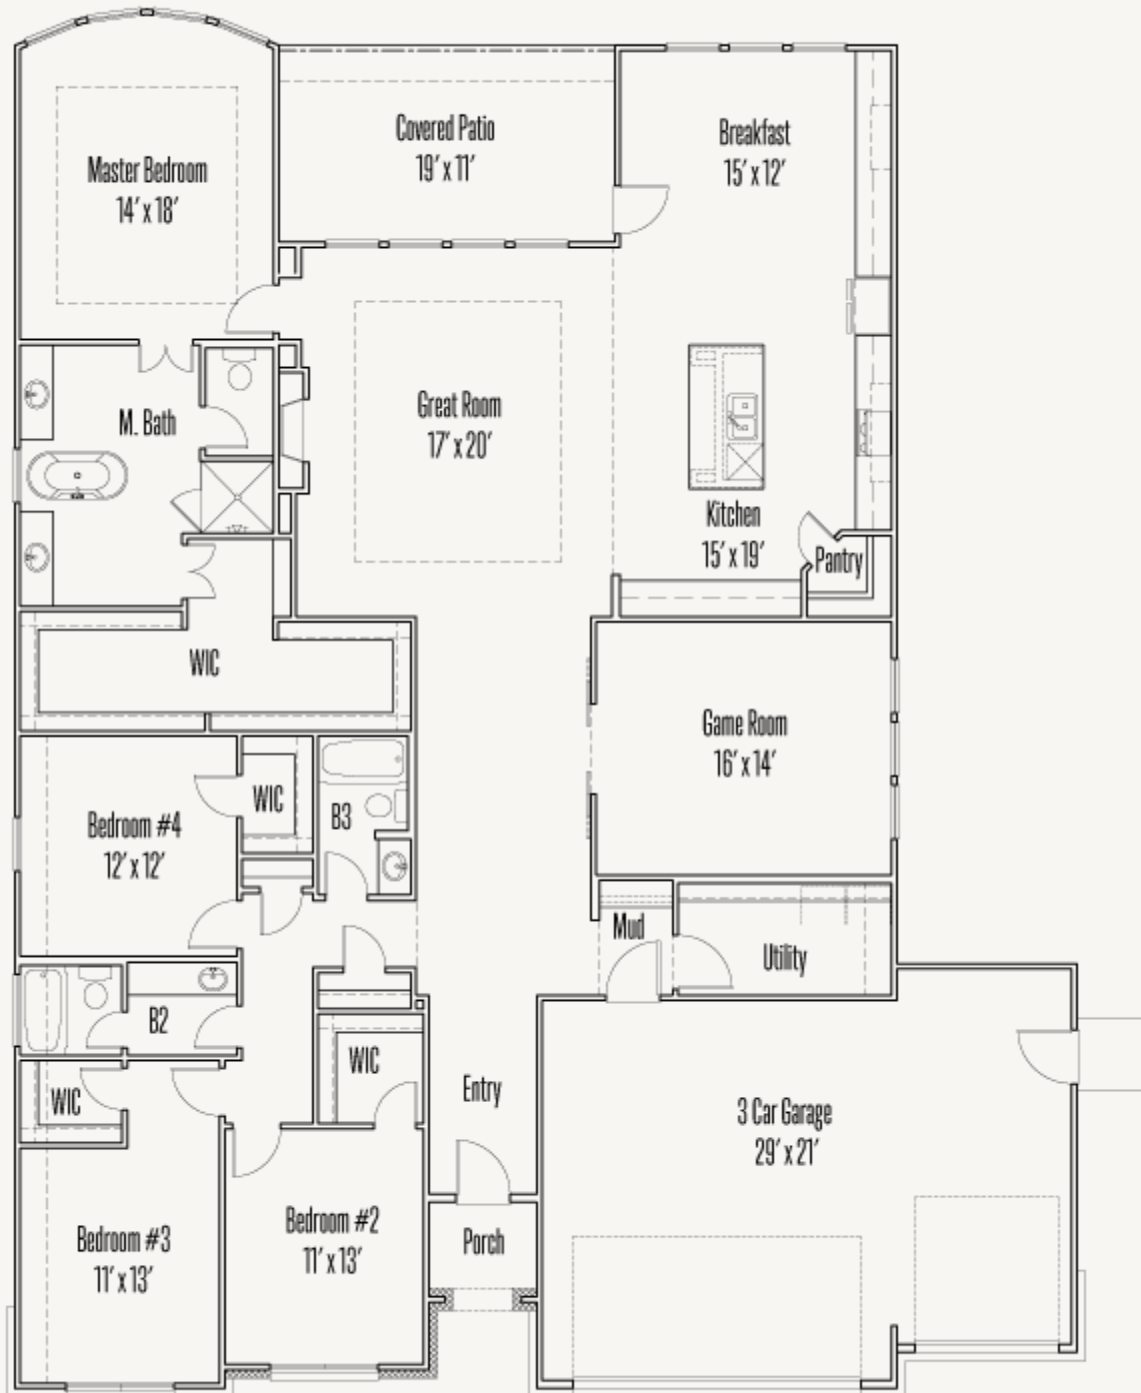 Covered Patio
19' x 11'
Breakfast
15' x 12'
Master Bedroom
14' x 18'
Great Room
17' x 20'
M. Bath
Kitchen
15' x 19'
Pantry
WIC
Game Room
16' x 14'
Bedroom #4
12' x 12'
WIC
B3
Mud
Utility
B2
WIC
WIC
Entry
3 Car Garage
29' x 21'
Bedroom #3
11' x 13'
Bedroom #2
11' x 13'
Porch